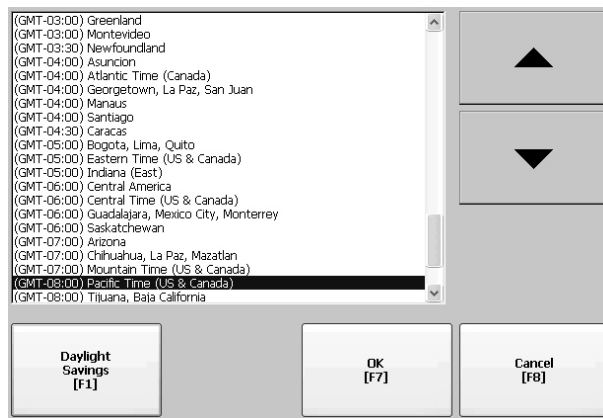 (GMT-03:00) Greenland
(GMT-03:00) Montevideo
(GMT-03:30) Newfoundland
(GMT-04:00) Asuncion
(GMT-04:00) Atlantic Time (Canada)
(GMT-04:00) Georgetown, La Paz, San Juan
(GMT-04:00) Manaus
(GMT-04:00) Santiago
(GMT-04:30) Caracas
(GMT-05:00) Bogota, Lima, Quito
(GMT-05:00) Eastern Time (US & Canada)
(GMT-05:00) Indiana (East)
(GMT-06:00) Central America
(GMT-06:00) Central Time (US & Canada)
(GMT-06:00) Guadalajara, Mexico City, Monterrey
(GMT-06:00) Saskatchewan
(GMT-07:00) Arizona
(GMT-07:00) Chihuahua, La Paz, Mazatlan
(GMT-07:00) Mountain Time (US & Canada)
(GMT-08:00) Pacific Time (US & Canada)
(GMT-08:00) Tijuana, Baja California
Daylight
Savings
[F1]
OK
[F7]
Cancel
[F8]